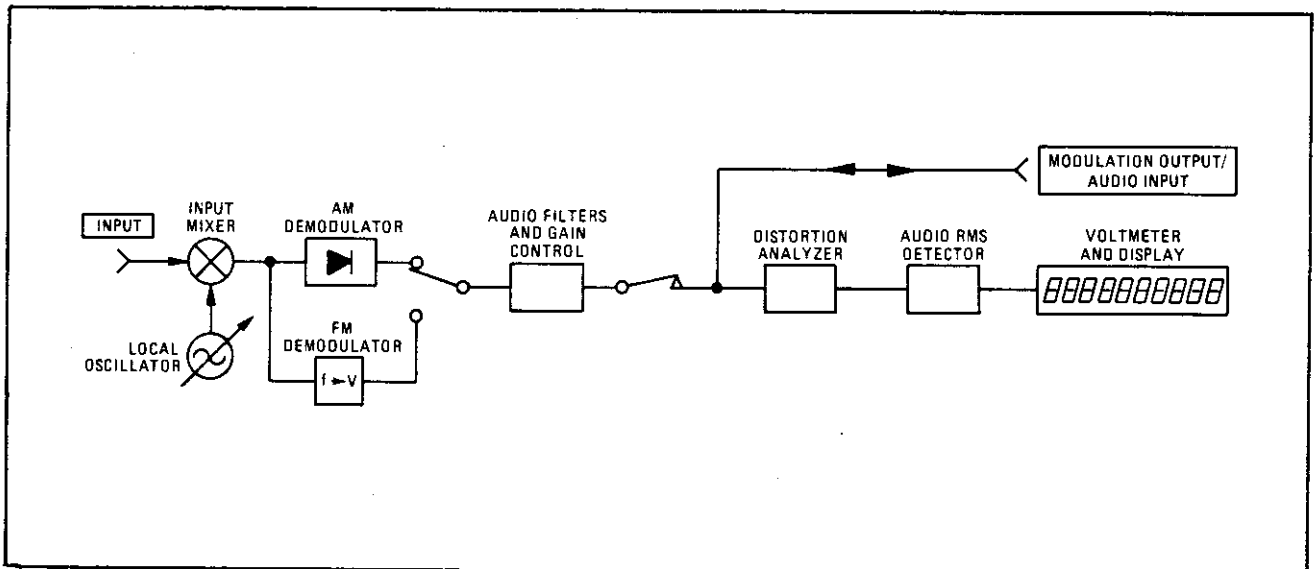 INPUT
INPUT
MIXER
LOCAL
OSCILLATOR
AM
DEMODULATOR
FM
DEMODULATOR
f►V
AUDIO FILTERS
AND GAIN
CONTROL
MODULATION OUTPUT/
AUDIO INPUT
DISTORTION
ANALYZER
AUDIO RMS
DETECTOR
VOLTMETER
AND DISPLAY
8888888888